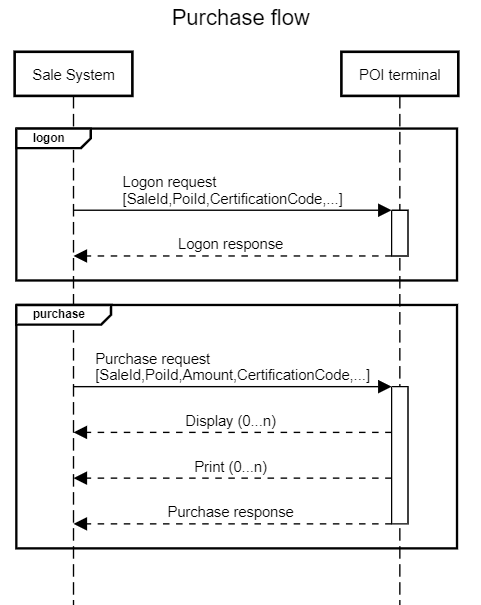 Purchase flow
Sale System
POI terminal
logon
Logon request
[SaleId,PoiId,CertificationCode,...]
Logon response
purchase
Purchase request
[SaleId,PoiId,Amount,CertificationCode,...]
Display (0...n)
Print (0...n)
Purchase response